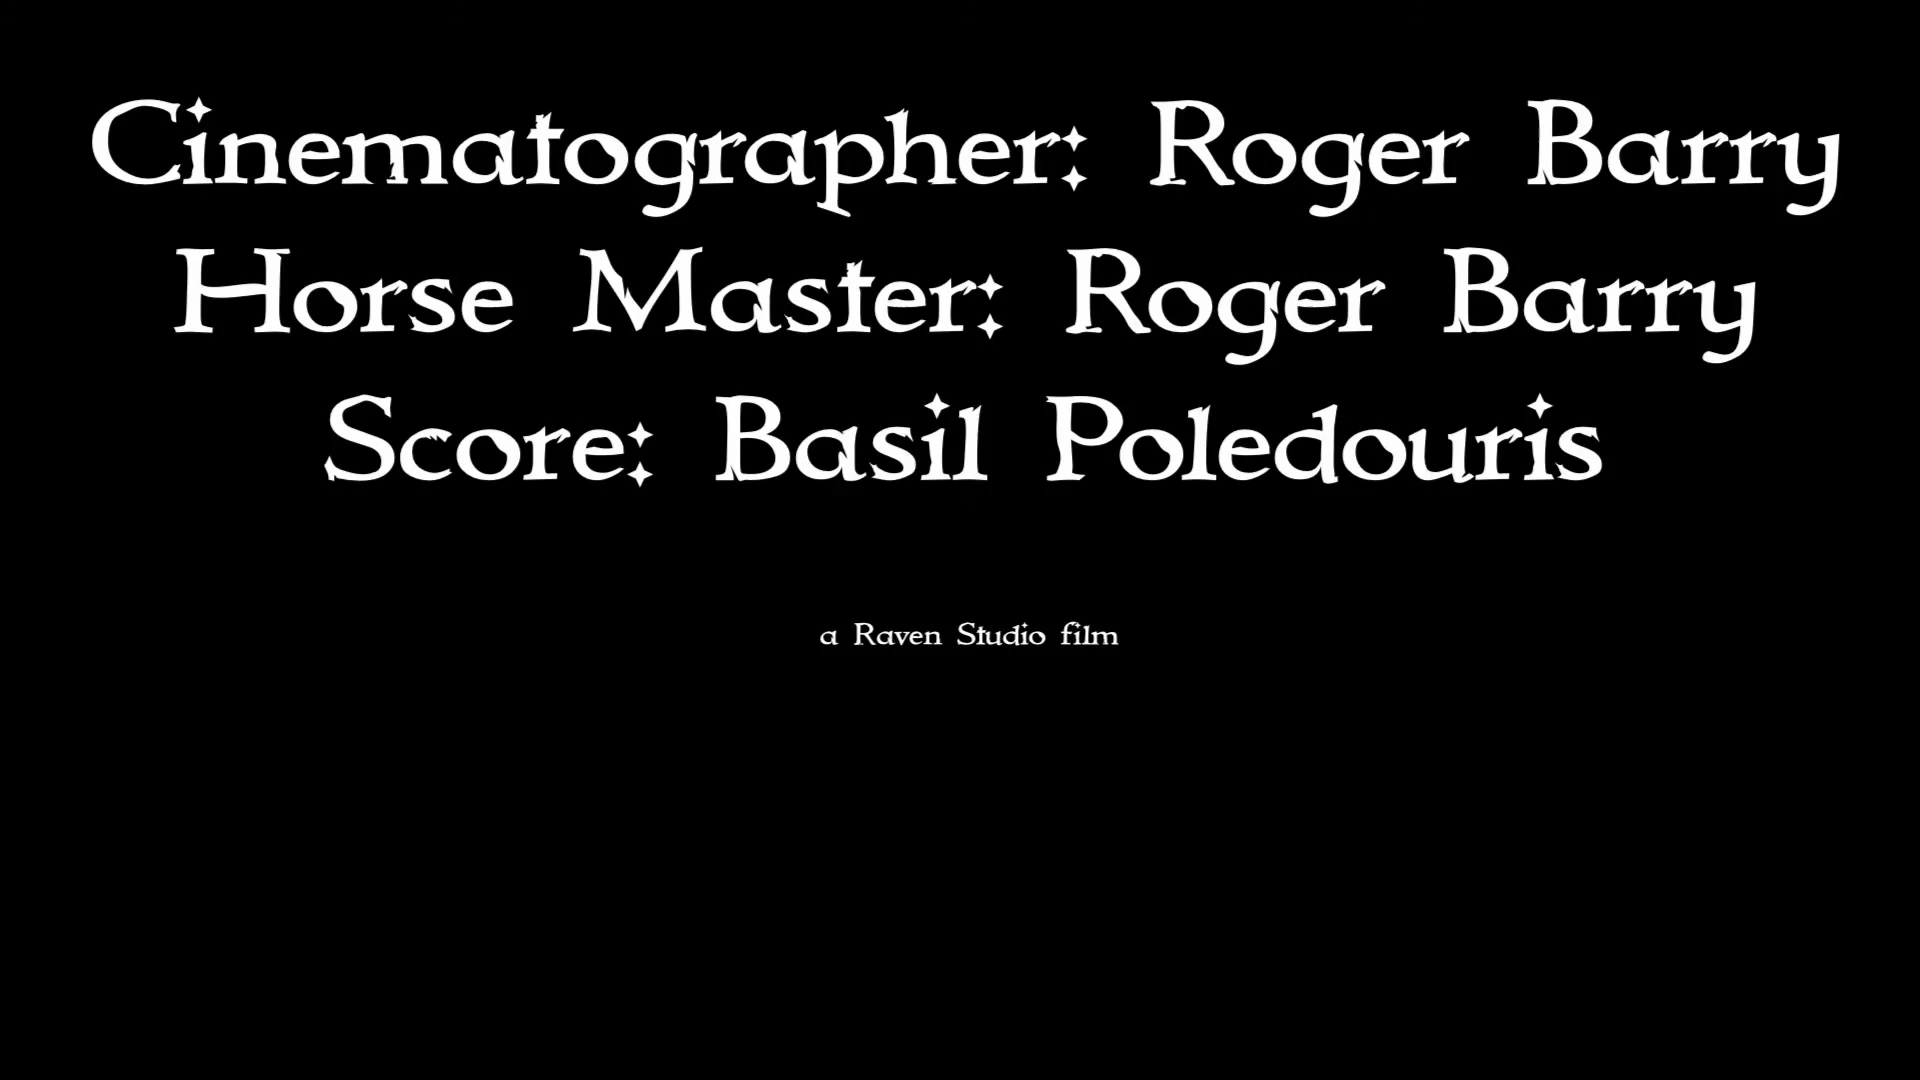 Cinematographer: Roger Barry
Horse Master: Roger Barry
Score: Basil Poledouris
a Raven Studio film